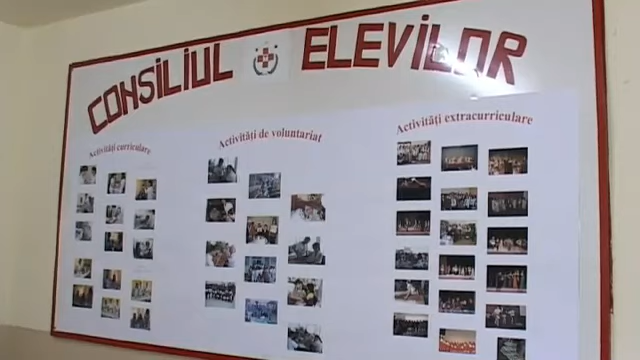 CONSILIUL ELEVILOR
Activități curriculare
Activități de voluntariat
Activități extracurriculare